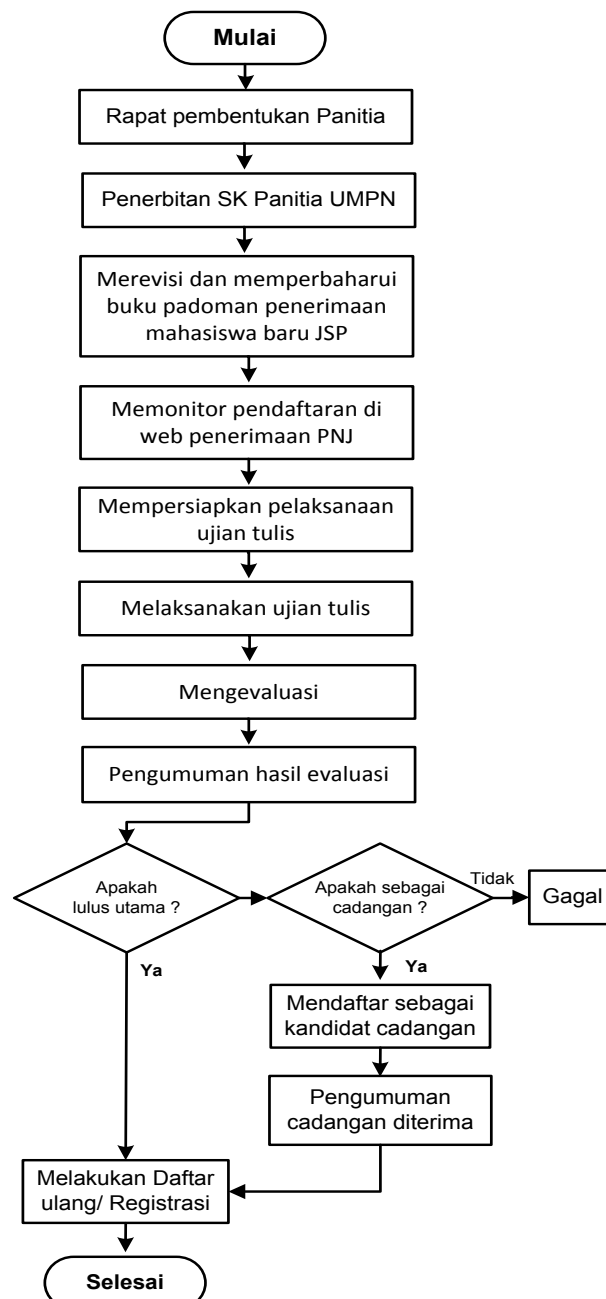 Mulai
Rapat pembentukan Panitia
Penerbitan SK Panitia UMPN
Merevisi dan memperbaharui
buku padoman penerimaan
mahasiswa baru JSP
Memonitor pendaftaran di
web penerimaan PNJ
Mempersiapkan pelaksanaan
ujian tulis
Melaksanakan ujian tulis
Mengevaluasi
Pengumuman hasil evaluasi
Apakah
lulus utama ?
Apakah sebagai
cadangan ?
Tidak
Gagal
Ya
Ya
Mendaftar sebagai
kandidat cadangan
Pengumuman
cadangan diterima
Melakukan Daftar
ulang/ Registrasi
Selesai